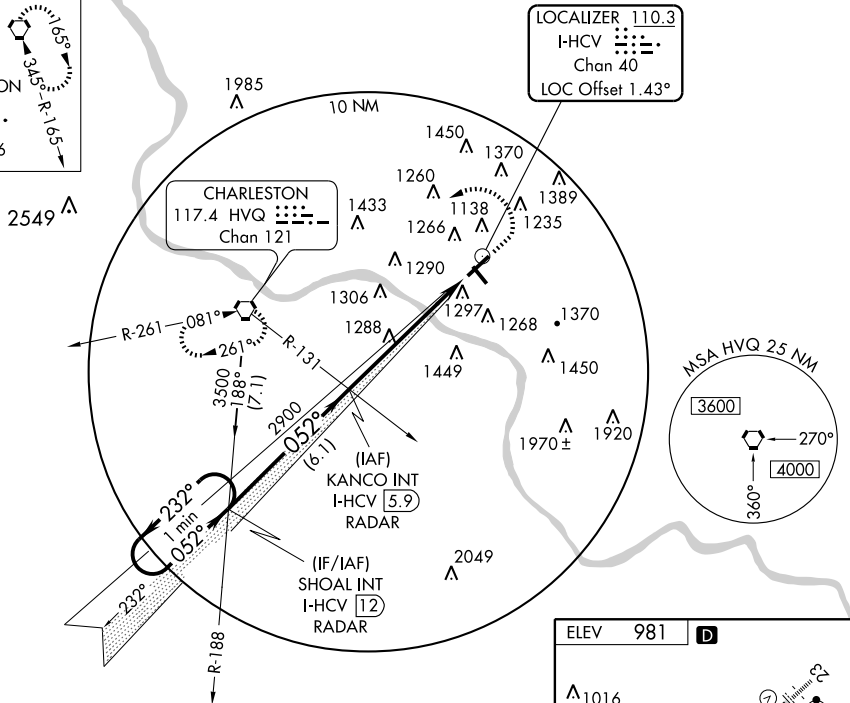 165°
345°
R-165
ON
6
2549
1985
10 NM
LOCALIZER 110.3
I-HCV
Chan 40
LOC Offset 1.43°
1450
1370
1389
1260
1138
1235
1433
1266
CHARLESTON
117.4 HVQ
Chan 121
1290
1306
1297
1268
1370
1288
1449
1450
R-261
081°
261°
R-131
3500
188°
(7.1)
2900
052°
(6.1)
1970 ±
1920
MSA HVQ 25 NM
3600
270°
4000
360°
(IAF)
KANCO INT
I-HCV 5.9
RADAR
232°
1 min
052°
232°
(IF/IAF)
SHOAL INT
I-HCV 12
RADAR
2049
R-188
ELEV 981 D
1016
23